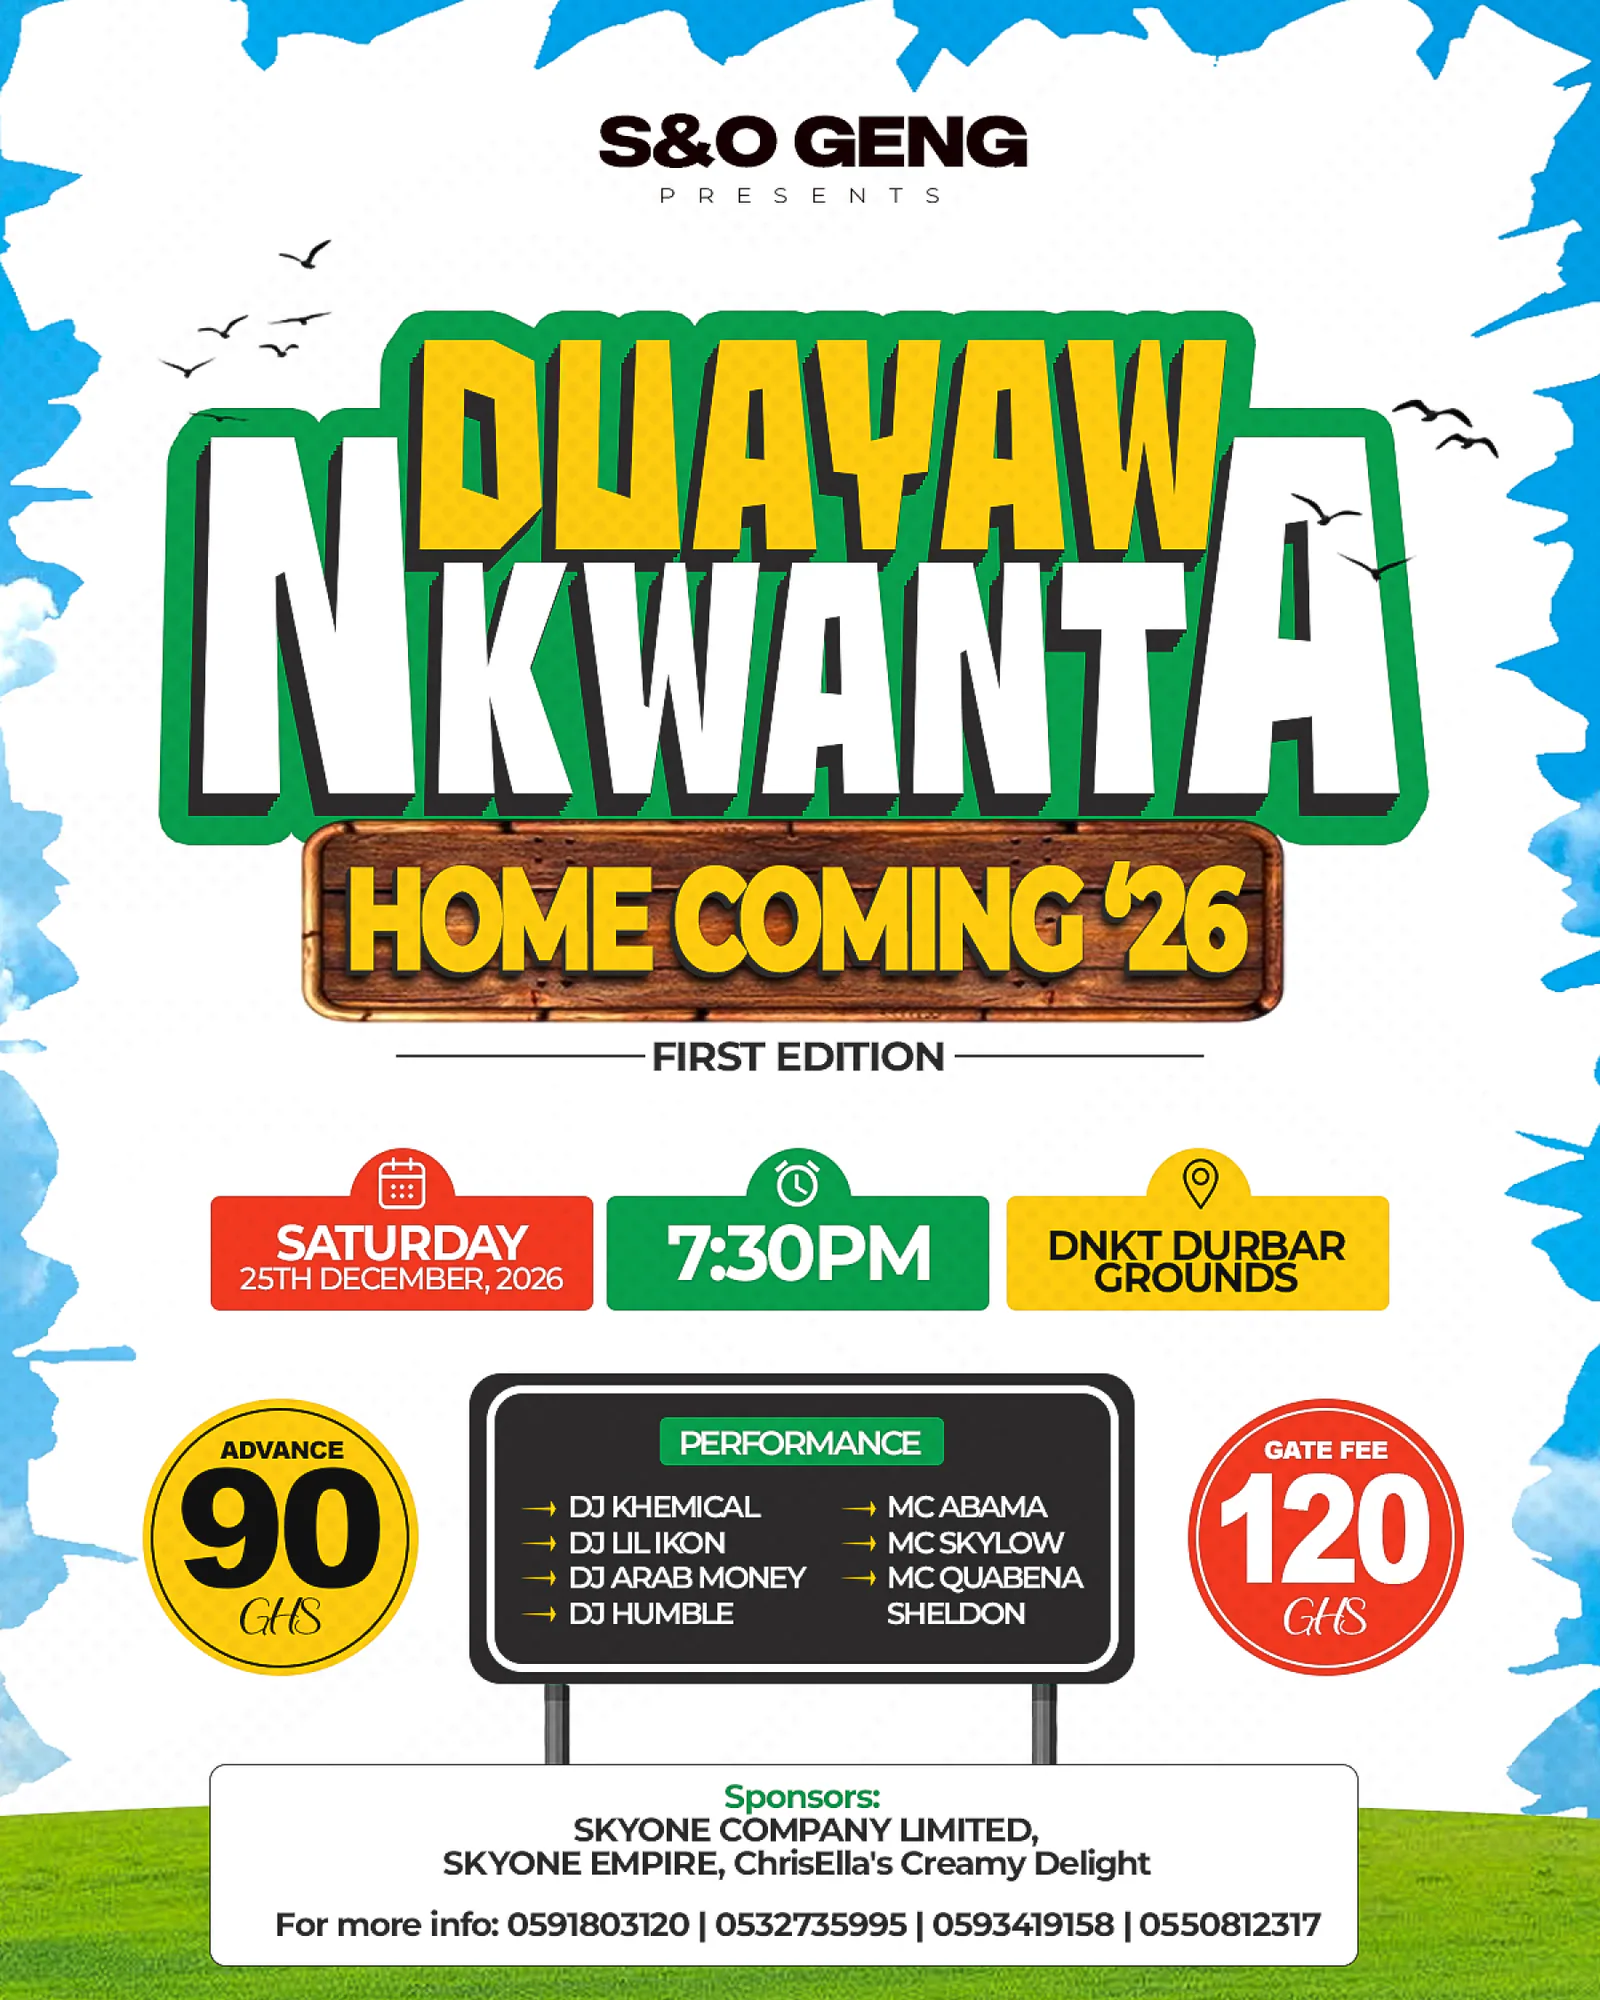 S&O GENG
PRESENTS
DUAYAW
NKWANTA
HOME COMING ‘26
FIRST EDITION
SATURDAY
25TH DECEMBER, 2026
7:30PM
DNKT DURBAR
GROUNDS
ADVANCE
90
GHS
PERFORMANCE
→ DJ KHEMICAL
→ DJ LIL IKON
→ DJ ARAB MONEY
→ DJ HUMBLE
→ MC ABAMA
→ MC SKYLOW
→ MC QUABENA
SHELDON
GATE FEE
120
GHS
Sponsors:
SKYONE COMPANY LIMITED,
SKYONE EMPIRE, ChrisElla's Creamy Delight
For more info: 0591803120 | 0532735995 | 0593419158 | 0550812317